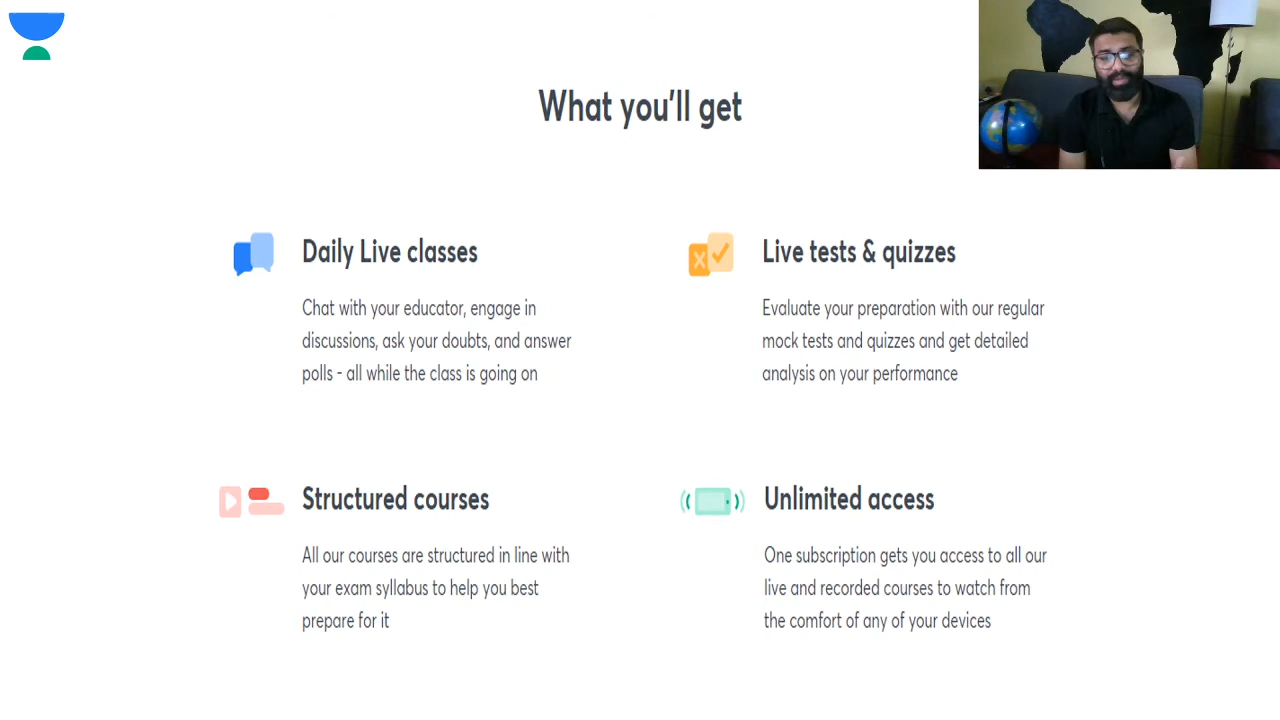 What you'll get
Daily Live classes
Chat with your educator, engage in
discussions, ask your doubts, and answer
polls - all while the class is going on
Live tests & quizzes
Evaluate your preparation with our regular
mock tests and quizzes and get detailed
analysis on your performance
Structured courses
All our courses are structured in line with
your exam syllabus to help you best
prepare for it
Unlimited access
One subscription gets you access to all our
live and recorded courses to watch from
the comfort of any of your devices